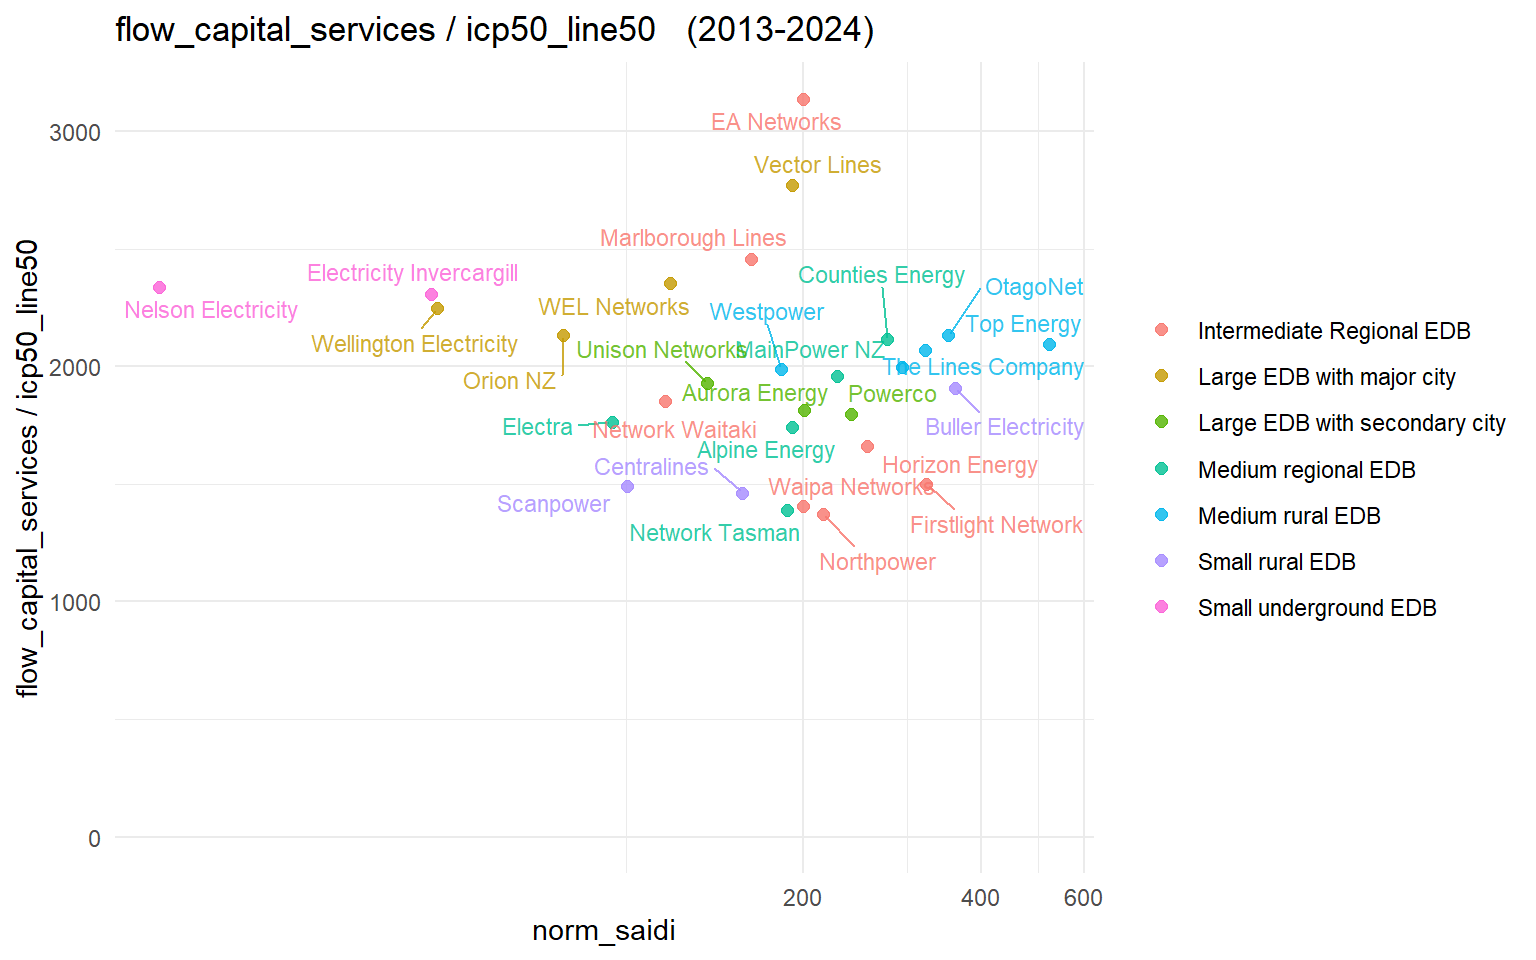 flow_capital_services / icp50_line50   (2013-2024)
flow_capital_services / icp50_line50
3000
2000
1000
0
EA Networks
Vector Lines
Marlborough Lines
Electricity Invercargill
Counties Energy
OtagoNet
Nelson Electricity
WEL Networks
Westpower
Top Energy
Wellington Electricity
Unison Networks
MainPower NZ
The Lines Company
Orion NZ
Aurora Energy
Powerco
Electra
Network Waitaki
Buller Electricity
Alpine Energy
Centralines
Horizon Energy
Waipa Networks
Scanpower
Firstlight Network
Network Tasman
Northpower
200
400
600
norm_saidi
Intermediate Regional EDB
Large EDB with major city
Large EDB with secondary city
Medium regional EDB
Medium rural EDB
Small rural EDB
Small underground EDB